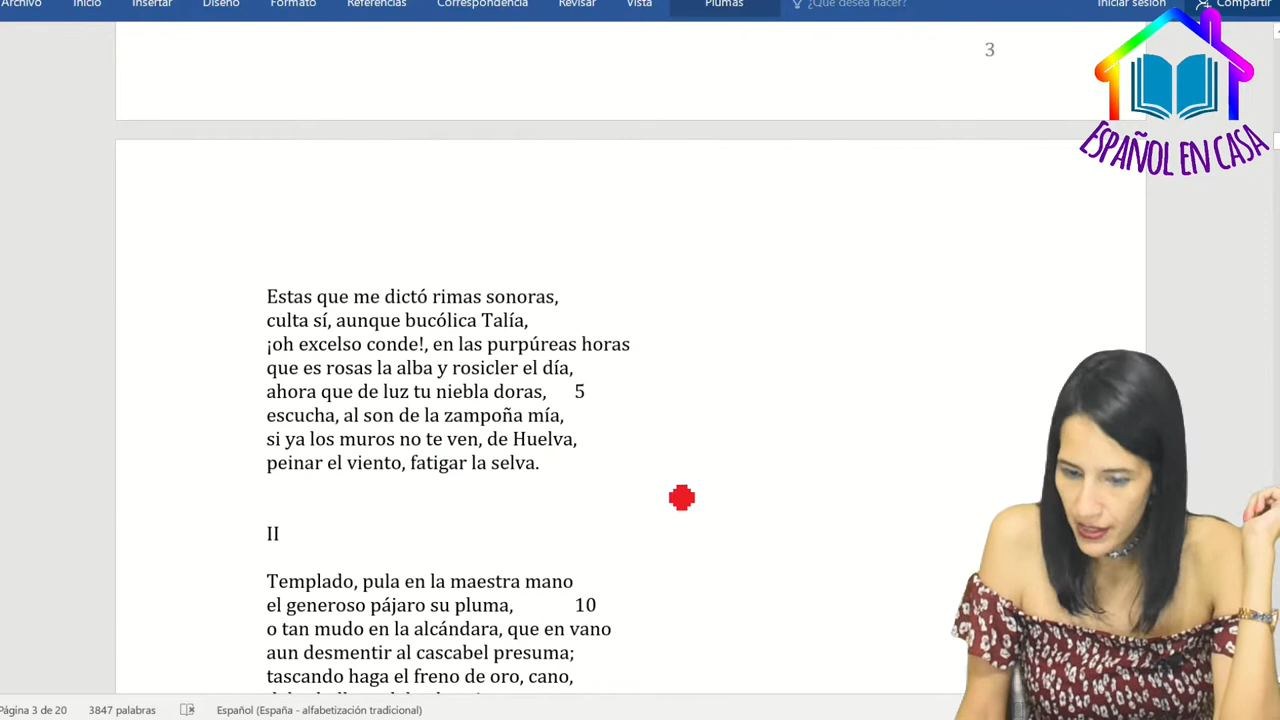 Archivo Inicio Insertar Diseño Formato Referencias Correspondencia Revisar Vista Plumas ¿Qué desea hacer? Iniciar sesión Compartir
3
ESPAÑOL EN CASA
Estas que me dictó rimas sonoras,
culta sí, aunque bucólica Talía,
¡oh excelso conde!, en las purpúreas horas
que es rosas la alba y rosicler el día,
ahora que de luz tu niebla doras, 5
escucha, al son de la zampoña mía,
si ya los muros no te ven, de Huelva,
peinar el viento, fatigar la selva.
II
Templado, pula en la maestra mano
el generoso pájaro su pluma, 10
o tan mudo en la alcándara, que en vano
aun desmentir al cascabel presuma;
tascando haga el freno de oro, cano,
Página 3 de 20 3847 palabras Español (España - alfabetización tradicional)